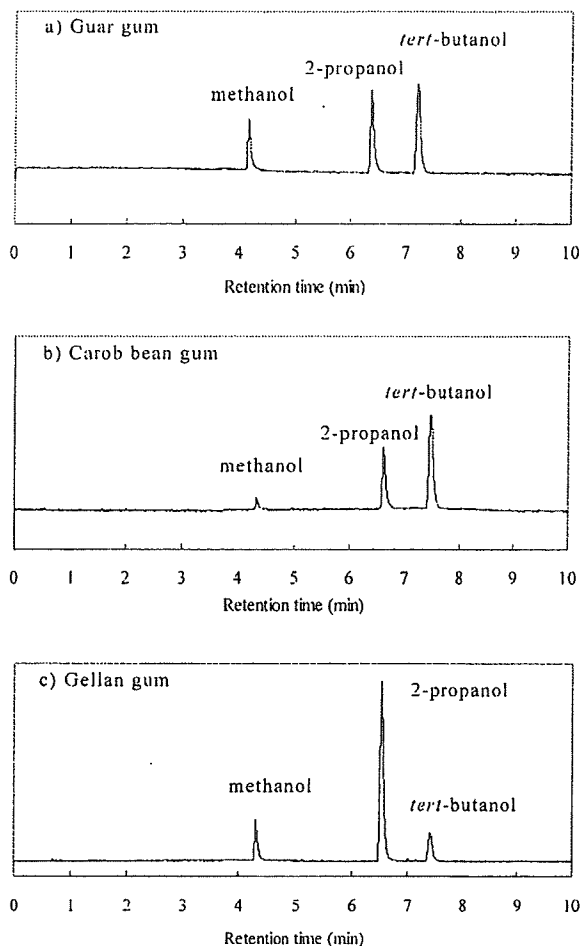 a) Guar gum
tert-butanol
2-propanol
methanol
0 1 2 3 4 5 6 7 8 9 10
Retention time (min)
b) Carob bean gum
tert-butanol
2-propanol
methanol
0 1 2 3 4 5 6 7 8 9 10
Retention time (min)
c) Gellan gum
2-propanol
methanol
tert-butanol
0 1 2 3 4 5 6 7 8 9 10
Retention time (min)